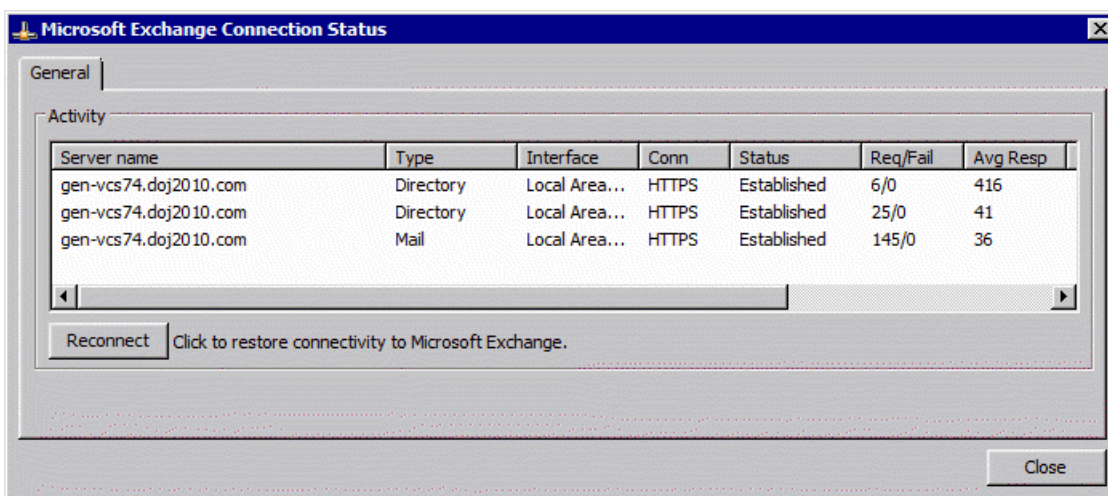 Microsoft Exchange Connection Status
General
Activity
Server name Type Interface Conn Status Req/Fail Avg Resp
gen-vcs74.doj2010.com Directory Local Area... HTTPS Established 6/0 416
gen-vcs74.doj2010.com Directory Local Area... HTTPS Established 25/0 41
gen-vcs74.doj2010.com Mail Local Area... HTTPS Established 145/0 36
Reconnect Click to restore connectivity to Microsoft Exchange.
Close